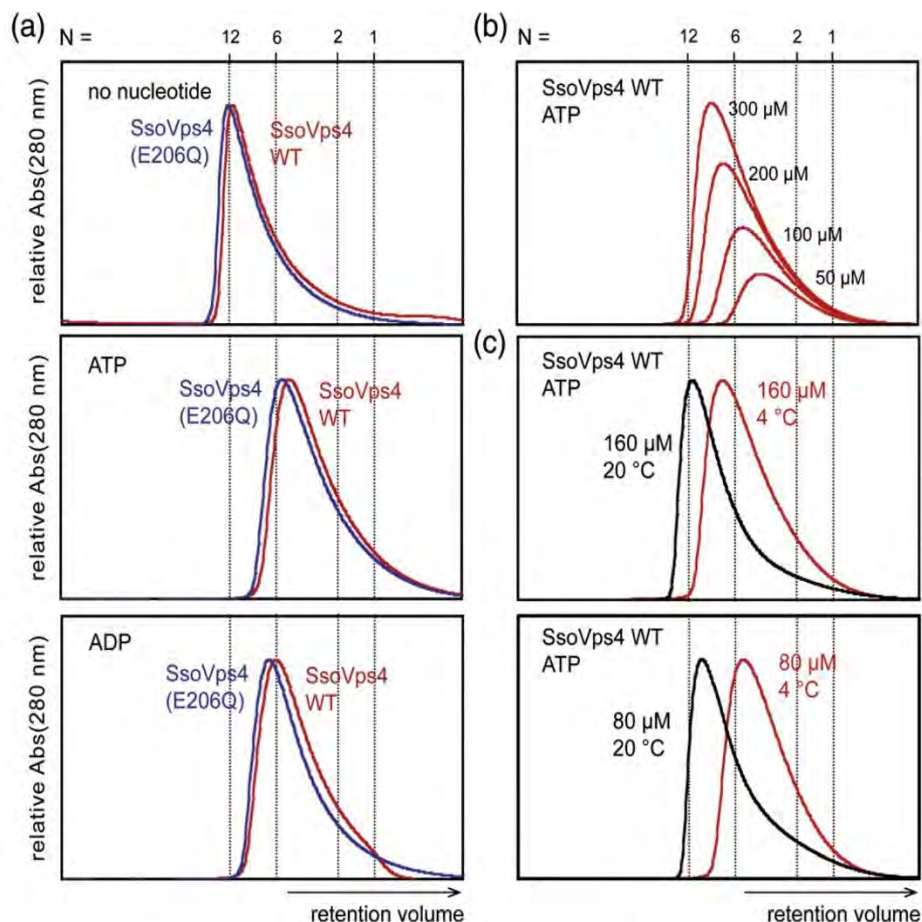 (a)
N =
12
6
2
1
relative Abs(280 nm)
no nucleotide
SsoVps4
(E206Q)
SsoVps4
WT
relative Abs(280 nm)
ATP
SsoVps4
(E206Q)
SsoVps4
WT
relative Abs(280 nm)
ADP
SsoVps4
(E206Q)
SsoVps4
WT
retention volume
(b)
N =
12
6
2
1
SsoVps4 WT
ATP
300 µM
200 µM
100 µM
50 µM
(c)
SsoVps4 WT
ATP
160 µM
4 °C
160 µM
20 °C
SsoVps4 WT
ATP
80 µM
4 °C
80 µM
20 °C
retention volume